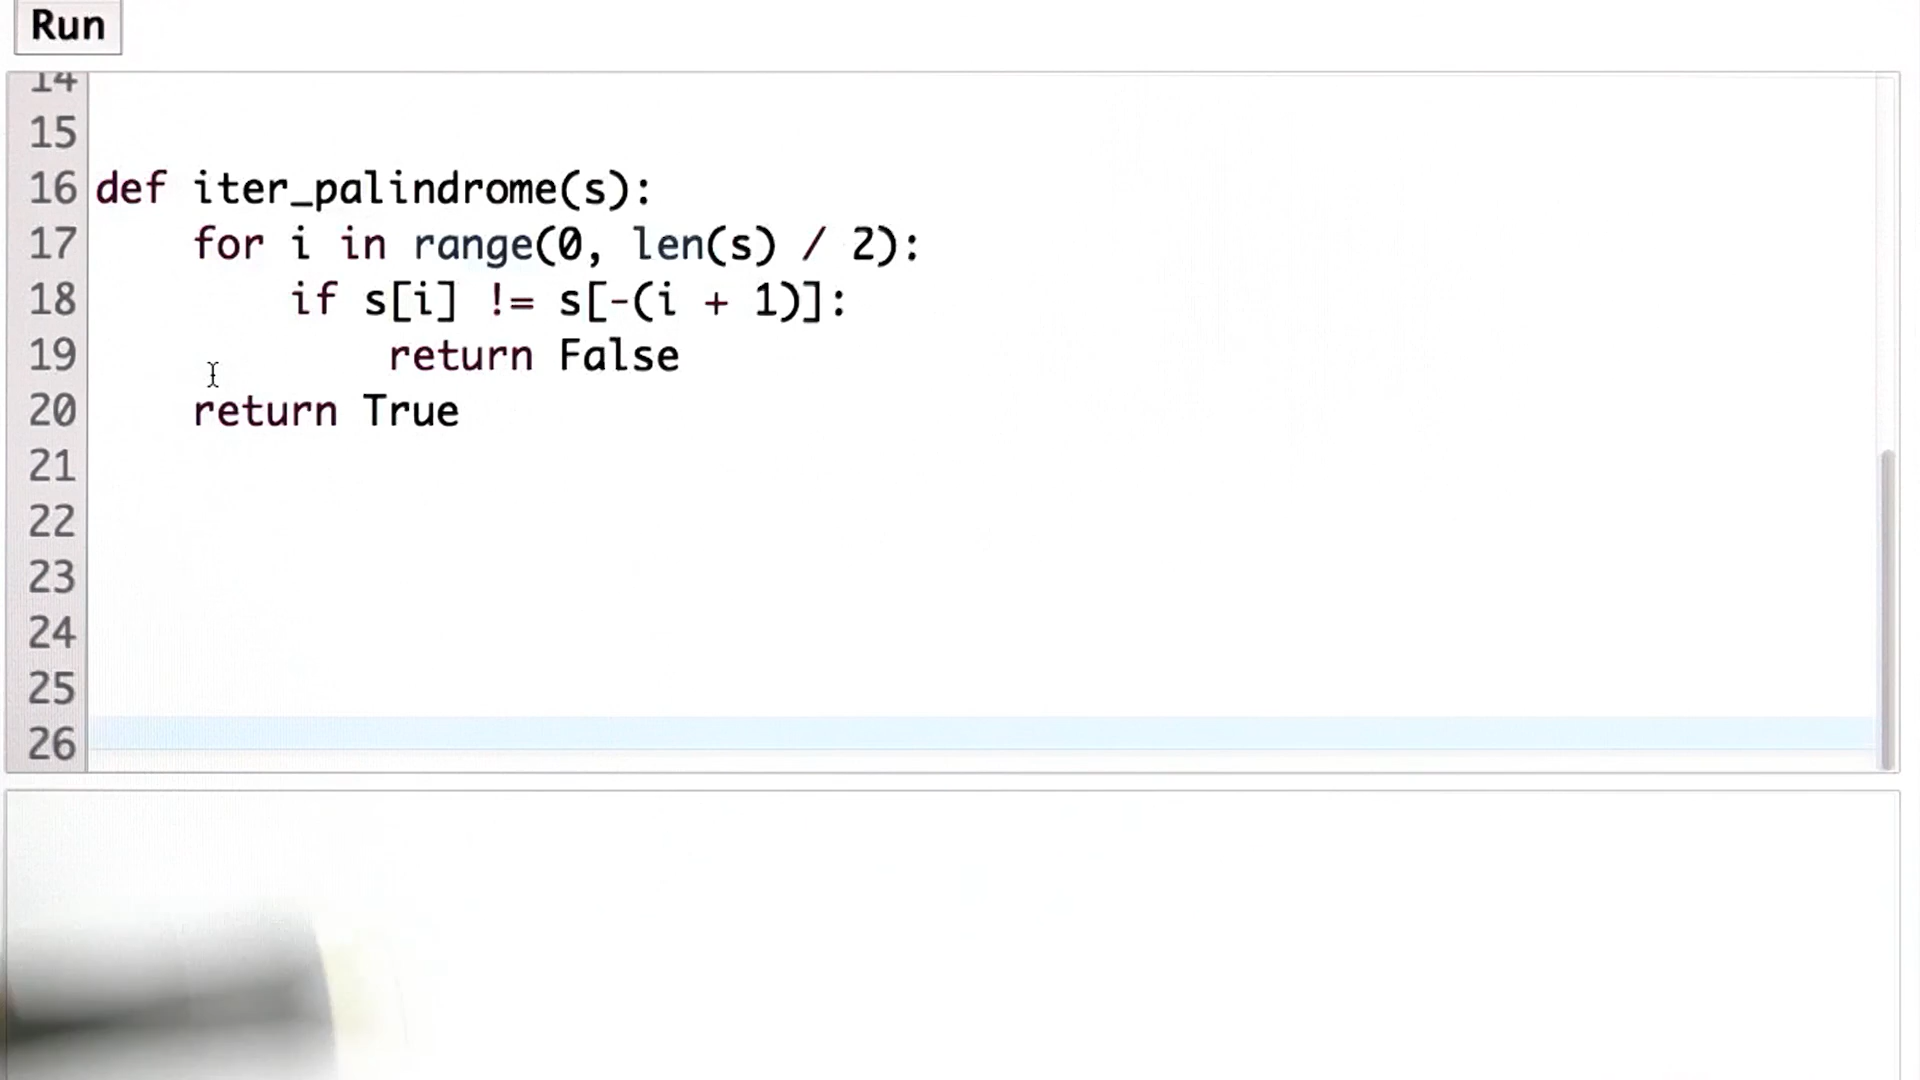 Run
14
15
16 def iter_palindrome(s):
17     for i in range(0, len(s) / 2):
18         if s[i] != s[-(i + 1)]:
19             return False
20     return True
21
22
23
24
25
26